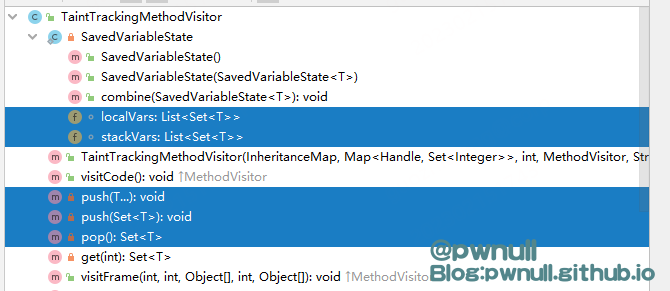 TaintTrackingMethodVisitor
SavedVariableState
SavedVariableState()
SavedVariableState(SavedVariableState<T>)
combine(SavedVariableState<T>): void
localVars: List<Set<T>>
stackVars: List<Set<T>>
TaintTrackingMethodVisitor(InheritanceMap, Map<Handle, Set<Integer>>, int, MethodVisitor, Str
visitCode(): void ↑MethodVisitor
push(T...): void
push(Set<T>): void
pop(): Set<T>
get(int): Set<T>
visitFrame(int, int, Object[], int, Object[]): void ↑MethodVisito
@pwnull
Blog:pwnull.github.io